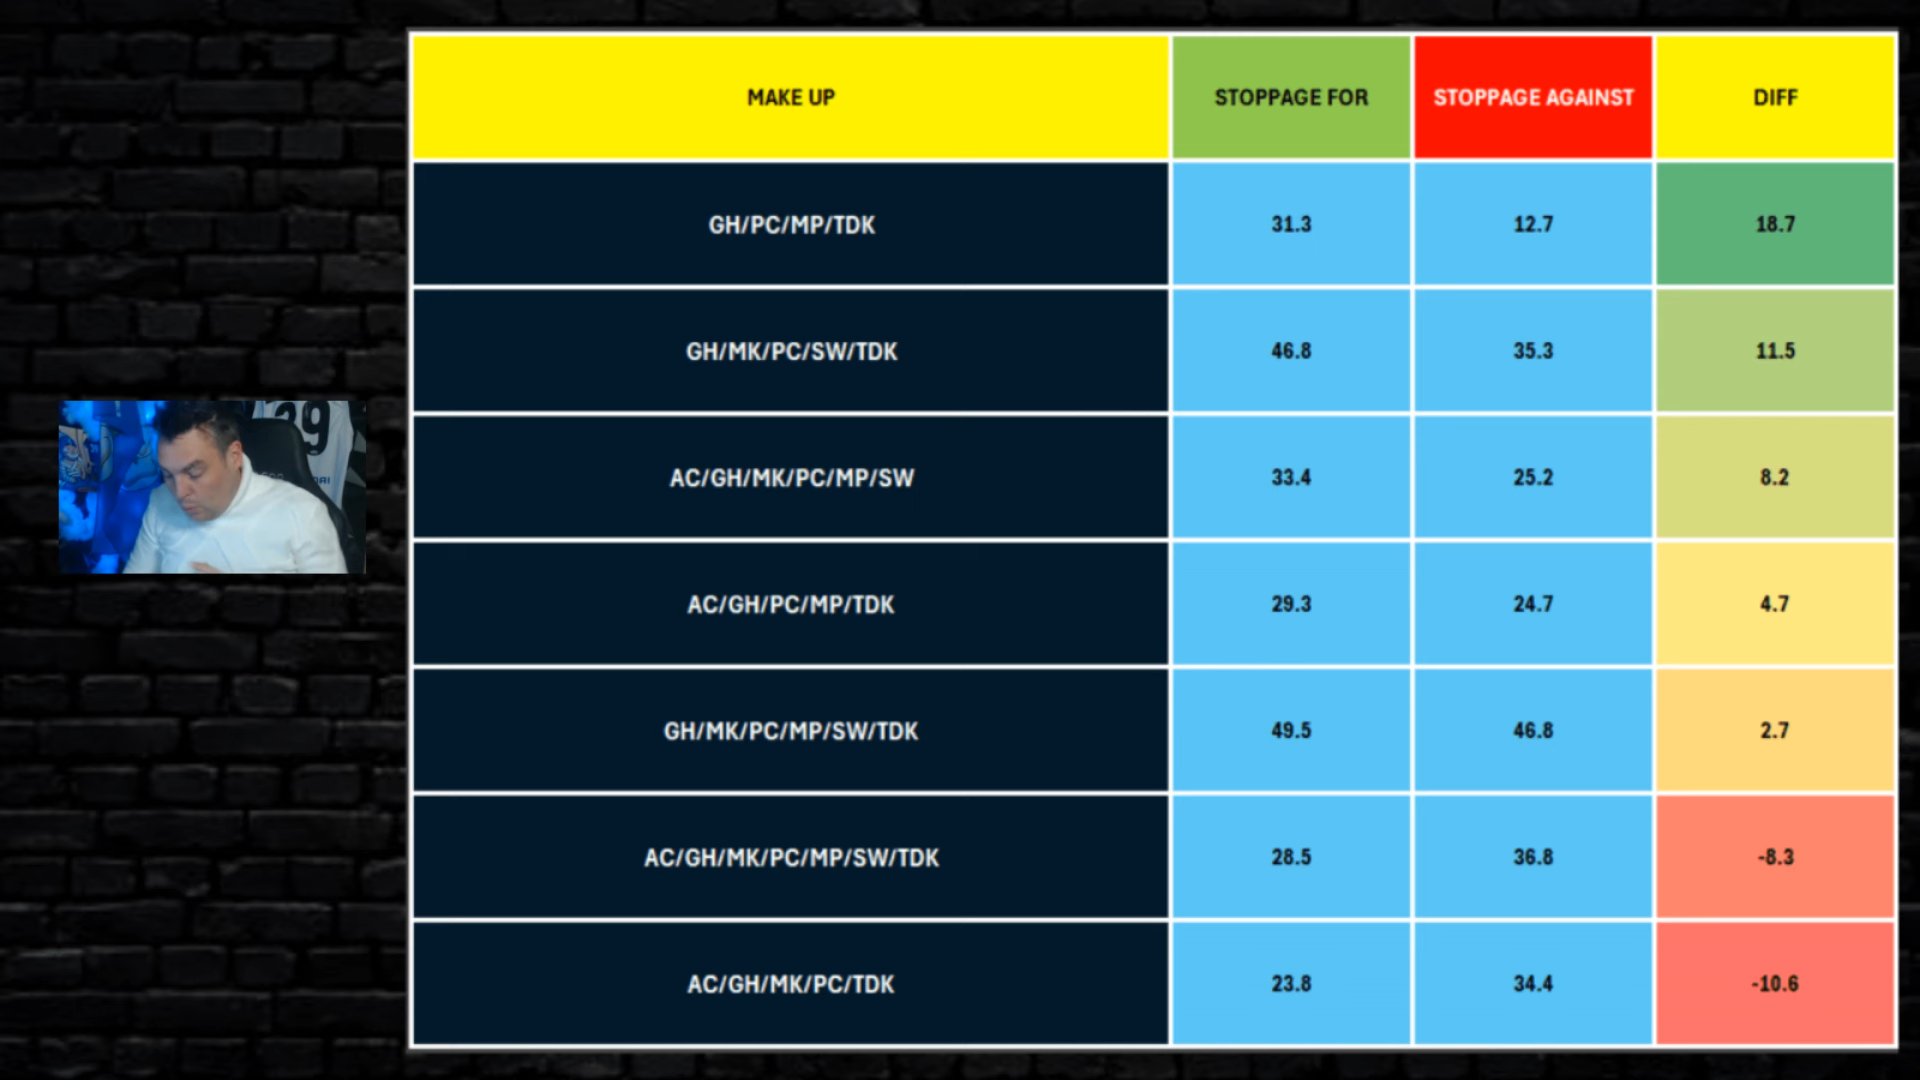 MAKE UP STOPPAGE FOR STOPPAGE AGAINST DIFF
GH/PC/MP/TDK 31.3 12.7 18.7
GH/MK/PC/SW/TDK 46.8 35.3 11.5
AC/GH/MK/PC/MP/SW 33.4 25.2 8.2
AC/GH/PC/MP/TDK 29.3 24.7 4.7
GH/MK/PC/MP/SW/TDK 49.5 46.8 2.7
AC/GH/MK/PC/MP/SW/TDK 28.5 36.8 -8.3
AC/GH/MK/PC/TDK 23.8 34.4 -10.6
39